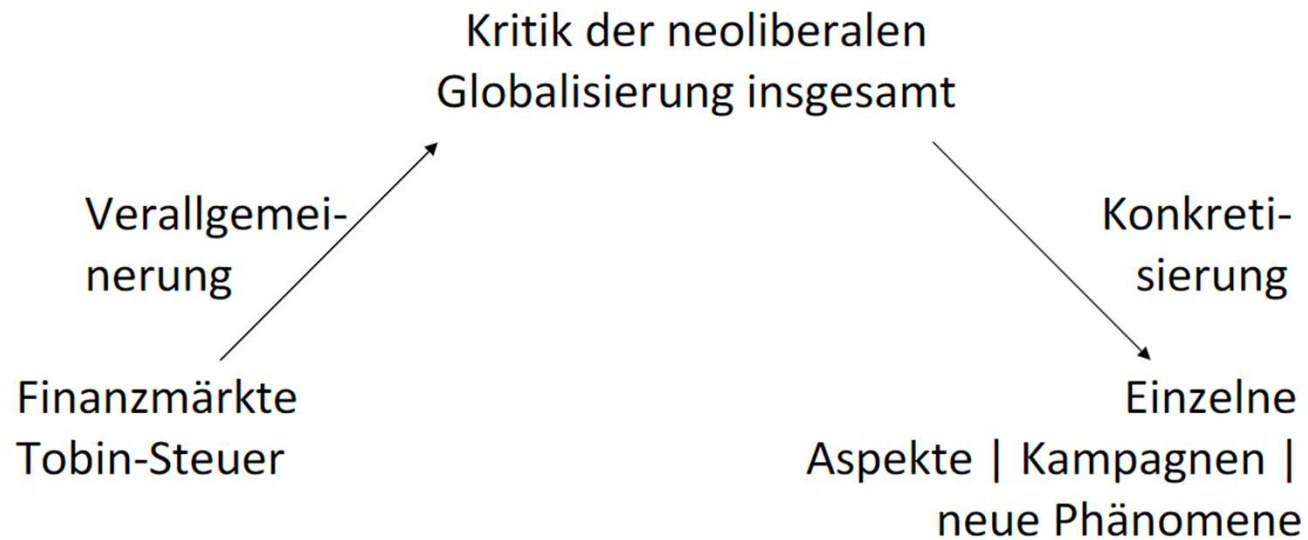 Kritik der neoliberalen
Globalisierung insgesamt
Verallgemei-
nerung
Konkreti-
sierung
Finanzmärkte
Tobin-Steuer
Einzelne
Aspekte | Kampagnen |
neue Phänomene